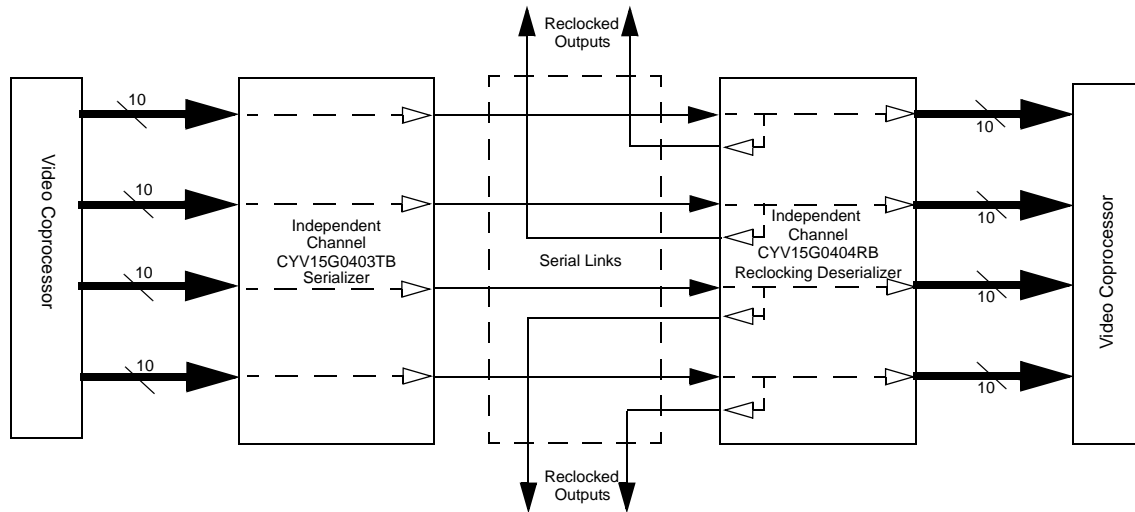 Reclocked
Outputs
Video Coprocessor
10
10
10
10
Independent
Channel
CYV15G0403TB
Serializer
Serial Links
Independent
Channel
CYV15G0404RB
Reclocking Deserializer
10
10
10
10
Video Coprocessor
Reclocked
Outputs